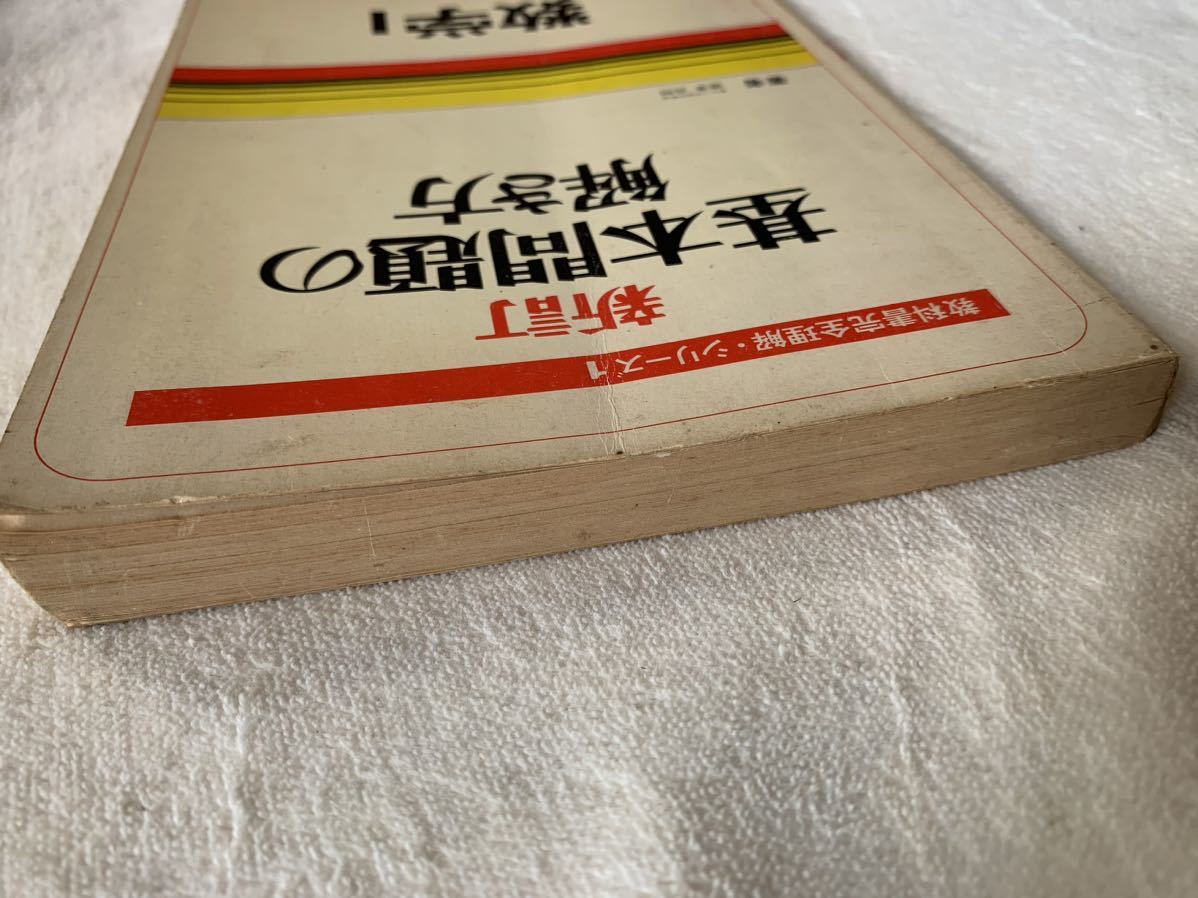 教科書完全理解・シリーズ1
新訂
基本問題の
解き方
数学I